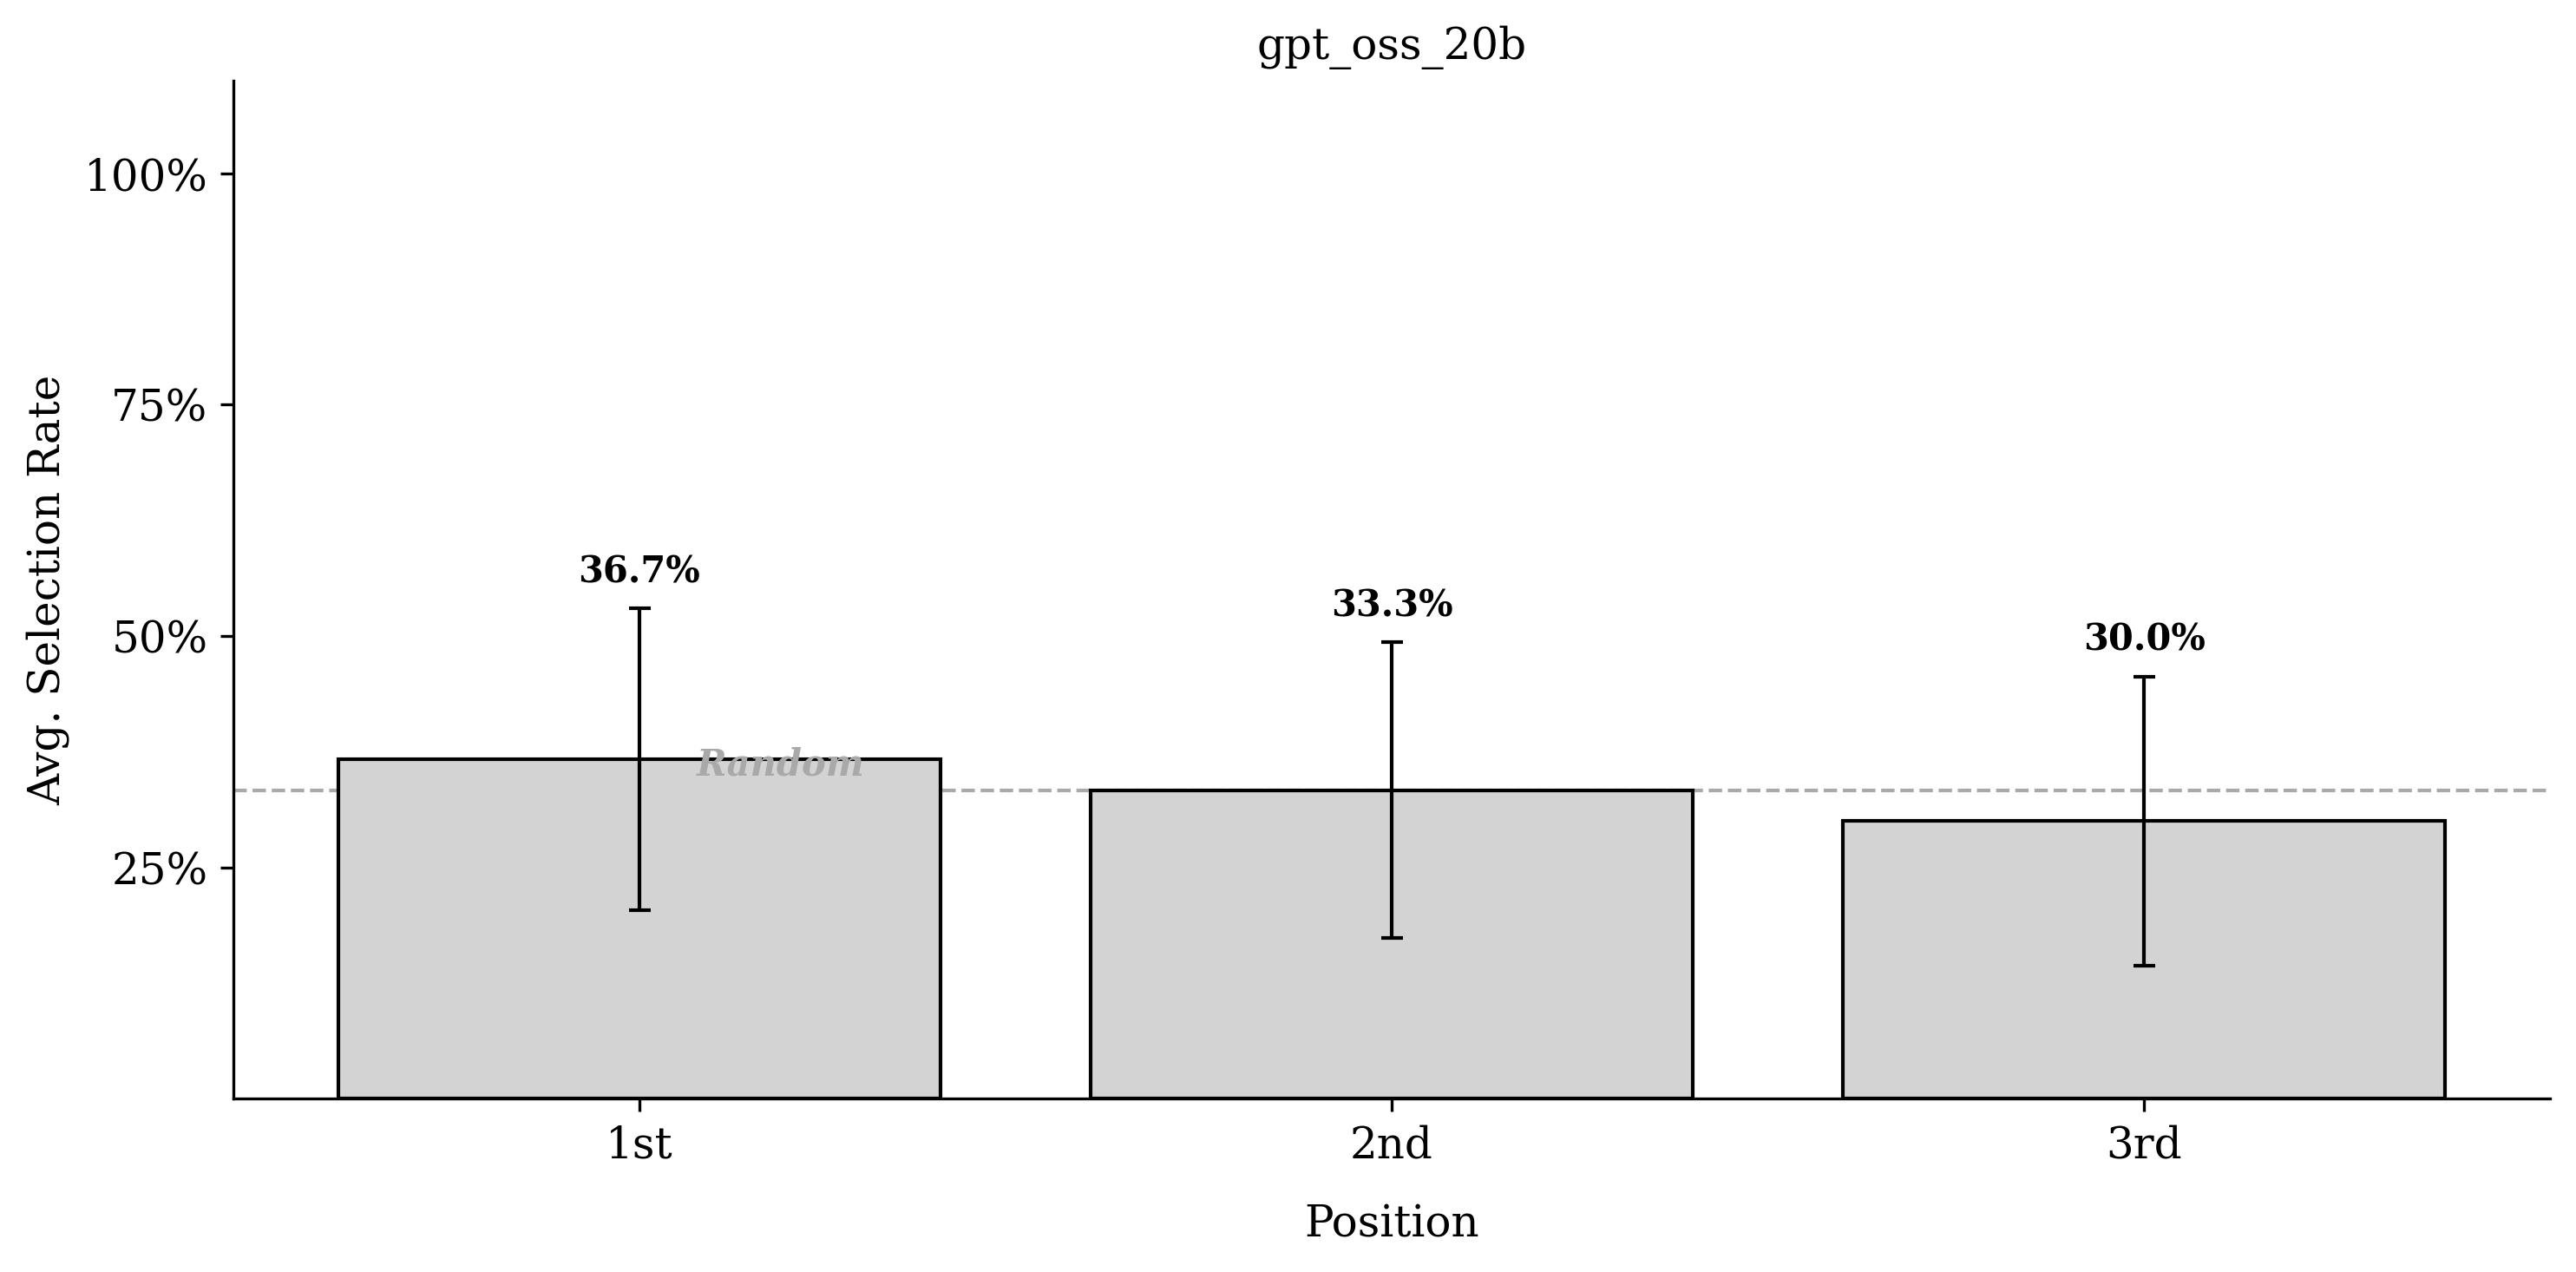 gpt_oss_20b
Avg. Selection Rate
100%
75%
50%
25%
36.7%
33.3%
30.0%
Random
1st
2nd
3rd
Position